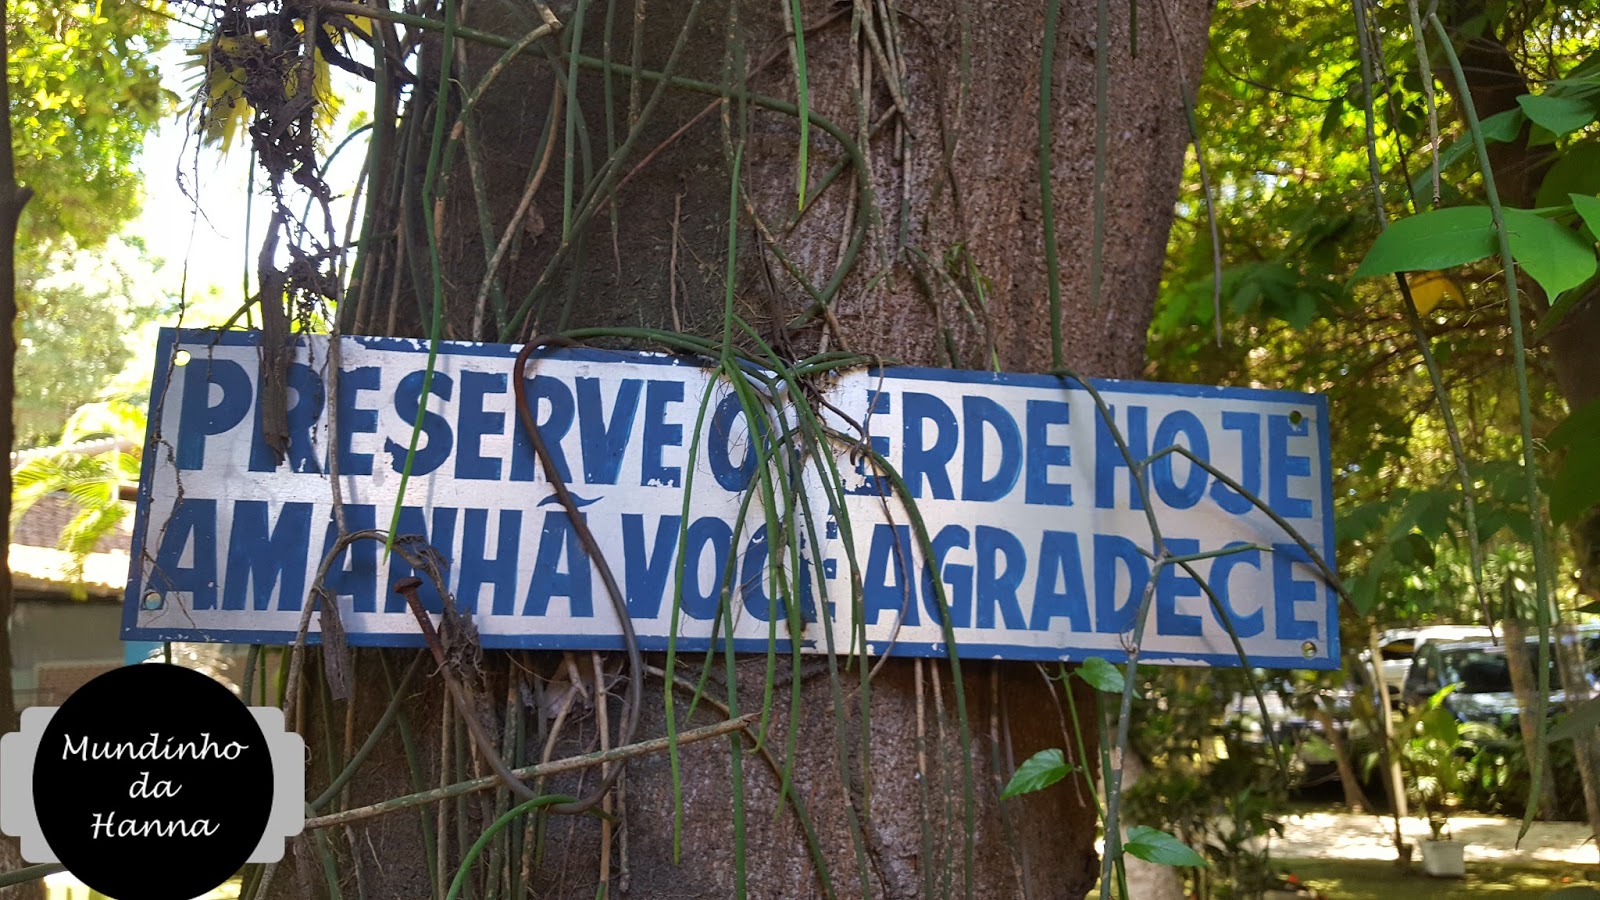 PRESERVE O VERDE HOJE
AMANHÃ VOCÊ AGRADECE
Mundinho
da
Hanna